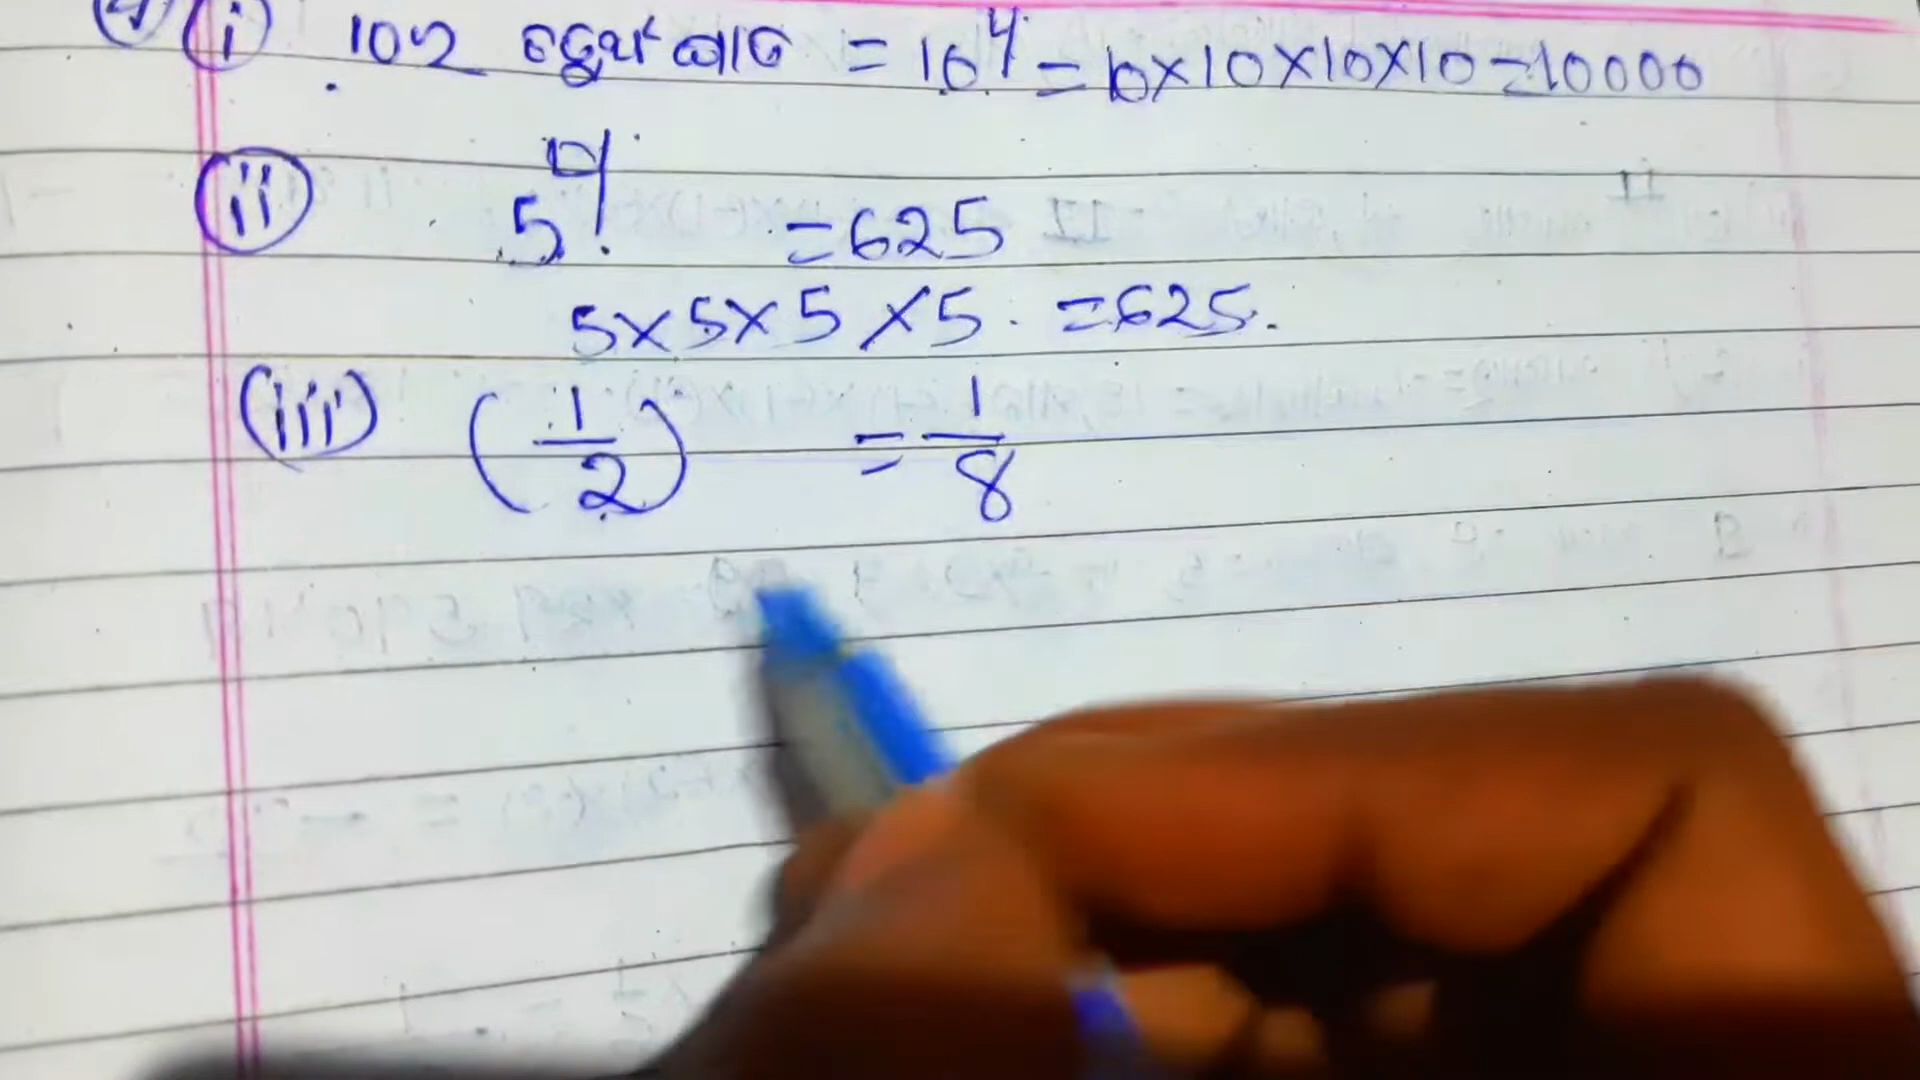 4 (i) 10ର ଚତୁର୍ଥ ଘାତ = 10⁴ = 10×10×10×10 = 10000
(ii) 5⁴ = 625
5×5×5×5 = 625.
(iii) (1/2) = 1/8